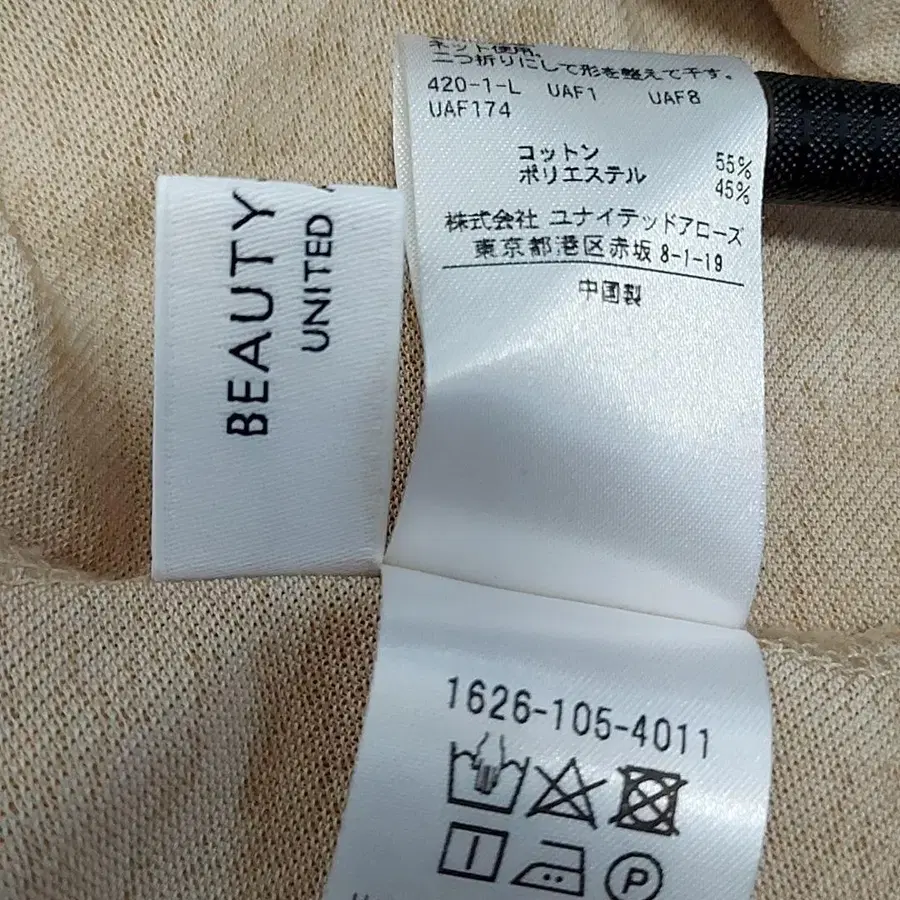 BEAUTY
UNITED
ネット使用。
二つ折りにして形を整えて干す。
420-1-L UAF1 UAF8
UAF174
コットン 55%
ポリエステル 45%
株式会社 ユナイテッドアローズ
東京都港区赤坂 8-1-19
中国製
1626-105-4011
P